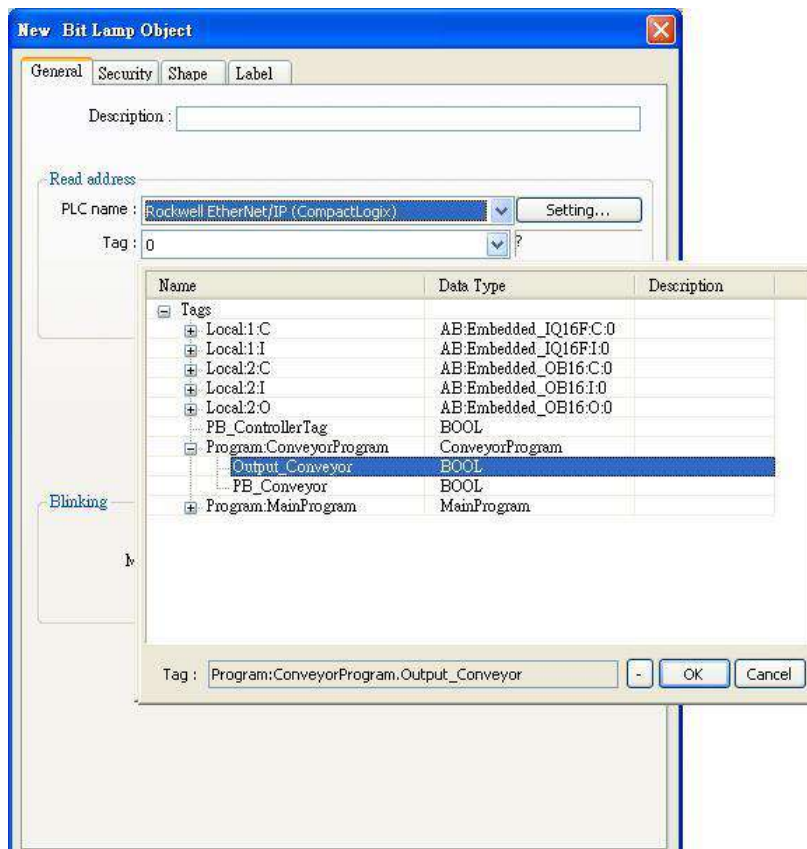 New Bit Lamp Object
General Security Shape Label
Description :
Read address
PLC name : Rockwell EtherNet/IP (CompactLogix) Setting...
Tag : 0 ?
Name Data Type Description
Tags
Local:1:C AB:Embedded_IQ16F:C:0
Local:1:I AB:Embedded_IQ16F:I:0
Local:2:C AB:Embedded_OB16:C:0
Local:2:I AB:Embedded_OB16:I:0
Local:2:O AB:Embedded_OB16:O:0
PB_ControllerTag BOOL
Program:ConveyorProgram ConveyorProgram
Output_Conveyor BOOL
PB_Conveyor BOOL
Program:MainProgram MainProgram
Blinking
Tag : Program:ConveyorProgram.Output_Conveyor - OK Cancel